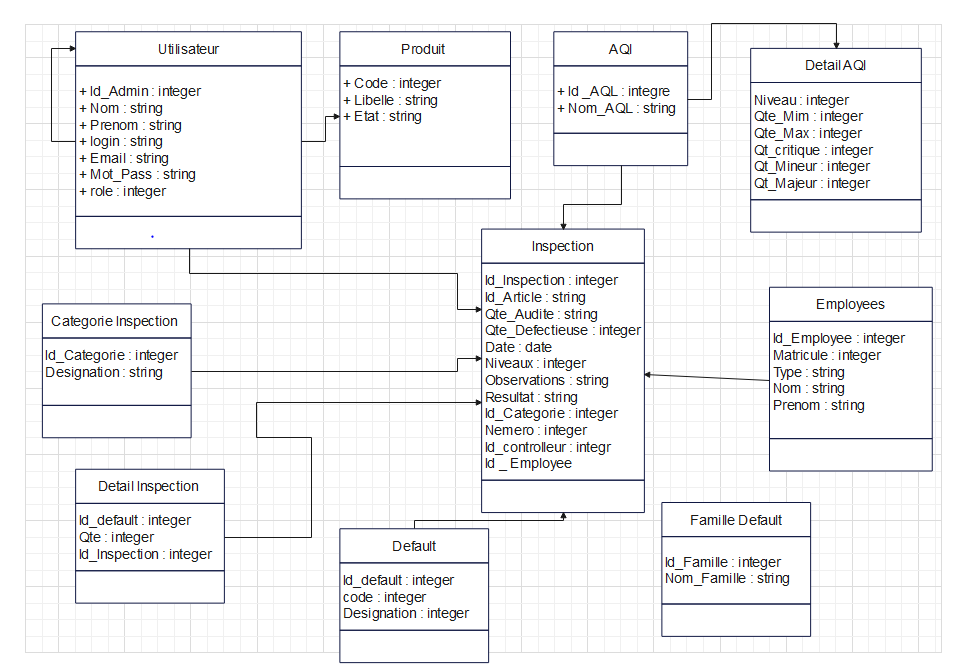 Utilisateur
+ Id_Admin : integer
+ Nom : string
+ Prenom : string
+ login : string
+ Email : string
+ Mot_Pass : string
+ role : integer
Produit
+ Code : integer
+ Libelle : string
+ Etat : string
AQl
+ Id _AQL : integre
+ Nom_AQL : string
Detail AQl
Niveau : integer
Qte_Mim : integer
Qte_Max : integer
Qt_critique : integer
Qt_Mineur : integer
Qt_Majeur : integer
Inspection
Id_Inspection : integer
Id_Article : string
Qte_Audite : string
Qte_Defectieuse : integer
Date : date
Niveaux : integer
Observations : string
Resultat : string
Id_Categorie : integer
Nemero : integer
Id_controlleur : integr
Id _ Employee
Categorie Inspection
Id_Categorie : integer
Designation : string
Employees
Id_Employee : integer
Matricule : integer
Type : string
Nom : string
Prenom : string
Detail Inspection
Id_default : integer
Qte : integer
Id_Inspection : integer
Default
Id_default : integer
code : integer
Designation : integer
Famille Default
Id_Famille : integer
Nom_Famille : string